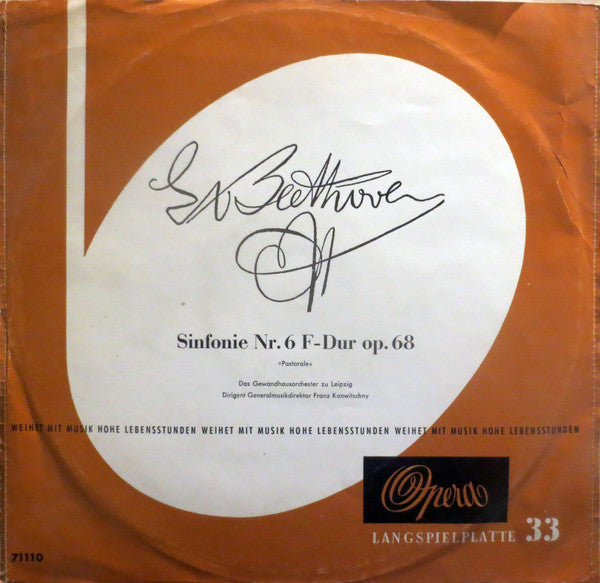 L v Beethoven
Sinfonie Nr. 6 F-Dur op. 68
»Pastorale«
Das Gewandhausorchester zu Leipzig
Dirigent Generalmusikdirektor Franz Konwitschny
WEIHET MIT MUSIK HOHE LEBENSSTUNDEN WEIHET MIT MUSIK HOHE LEBENSSTUNDEN WEIHET MIT MUSIK HOHE LEBENSSTUNDEN
Opera
LANGSPIELPLATTE 33
71110